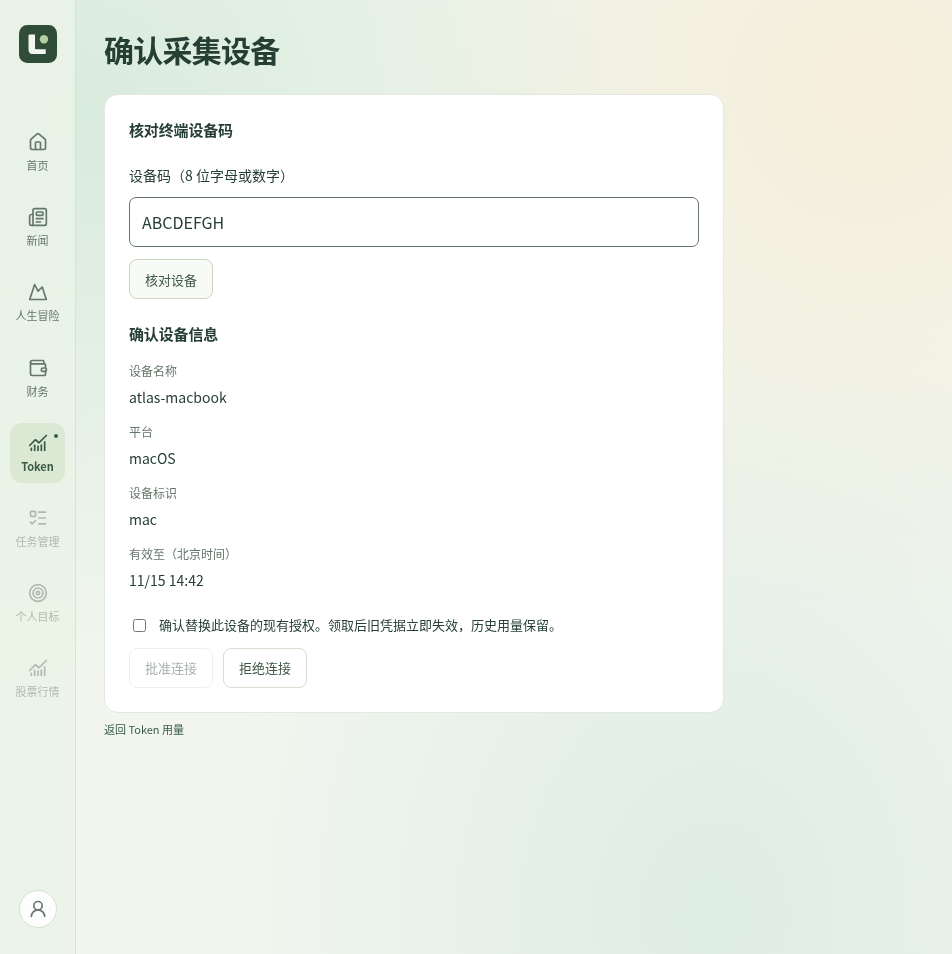 确认采集设备
首页
新闻
人生冒险
财务
Token
任务管理
个人目标
股票行情
核对终端设备码
设备码（8 位字母或数字）
ABCDEFGH
核对设备
确认设备信息
设备名称
atlas-macbook
平台
macOS
设备标识
mac
有效至（北京时间）
11/15 14:42
确认替换此设备的现有授权。领取后旧凭据立即失效，历史用量保留。
批准连接
拒绝连接
返回 Token 用量